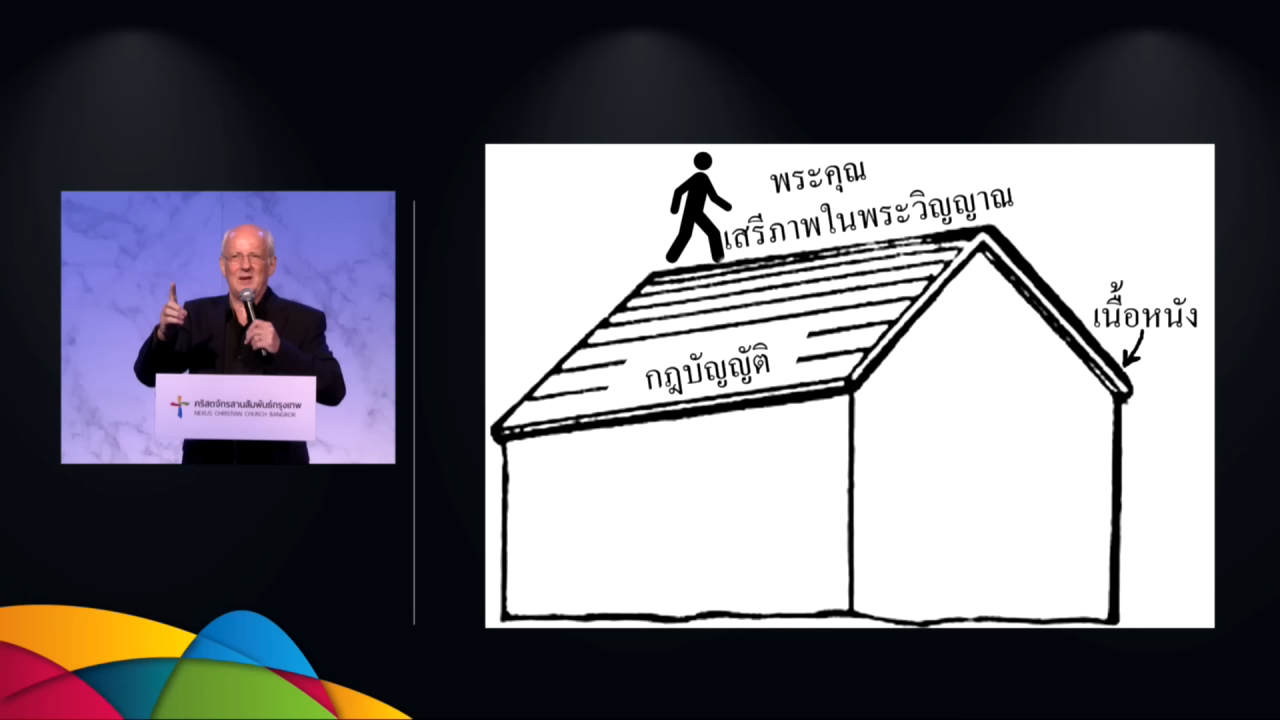 คริสตจักรสานสัมพันธ์กรุงเทพ
NEXUS CHRISTIAN CHURCH BANGKOK
พระคุณ
เสรีภาพในพระวิญญาณ
เนื้อหนัง
กฎบัญญัติ